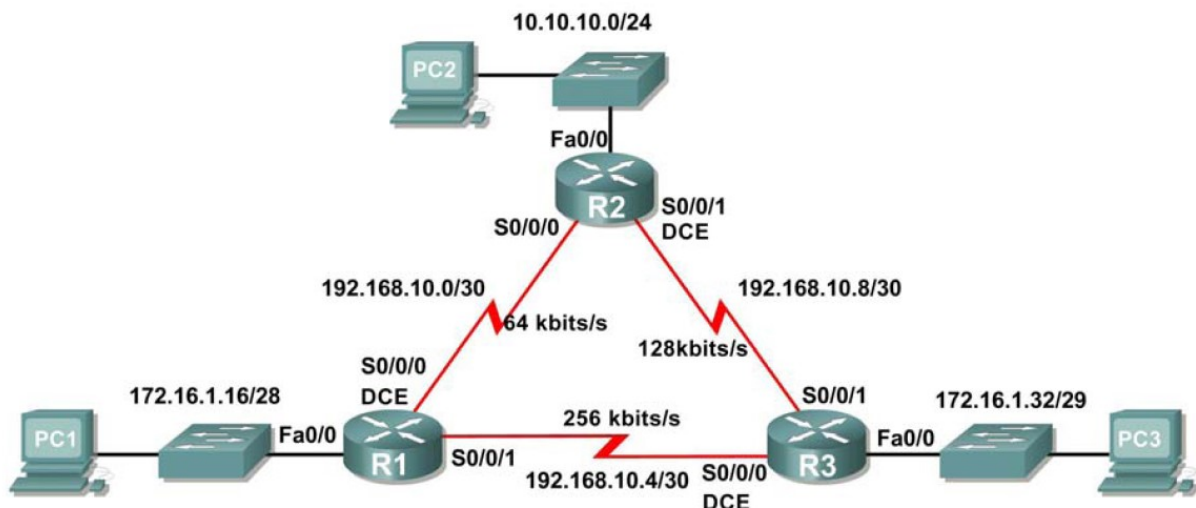 10.10.10.0/24
PC2
Fa0/0
R2
S0/0/0
S0/0/1
DCE
192.168.10.0/30
192.168.10.8/30
64 kbits/s
128kbits/s
S0/0/0
DCE
S0/0/1
172.16.1.16/28
256 kbits/s
172.16.1.32/29
PC1
Fa0/0
R1
S0/0/1
192.168.10.4/30
S0/0/0
DCE
R3
Fa0/0
PC3